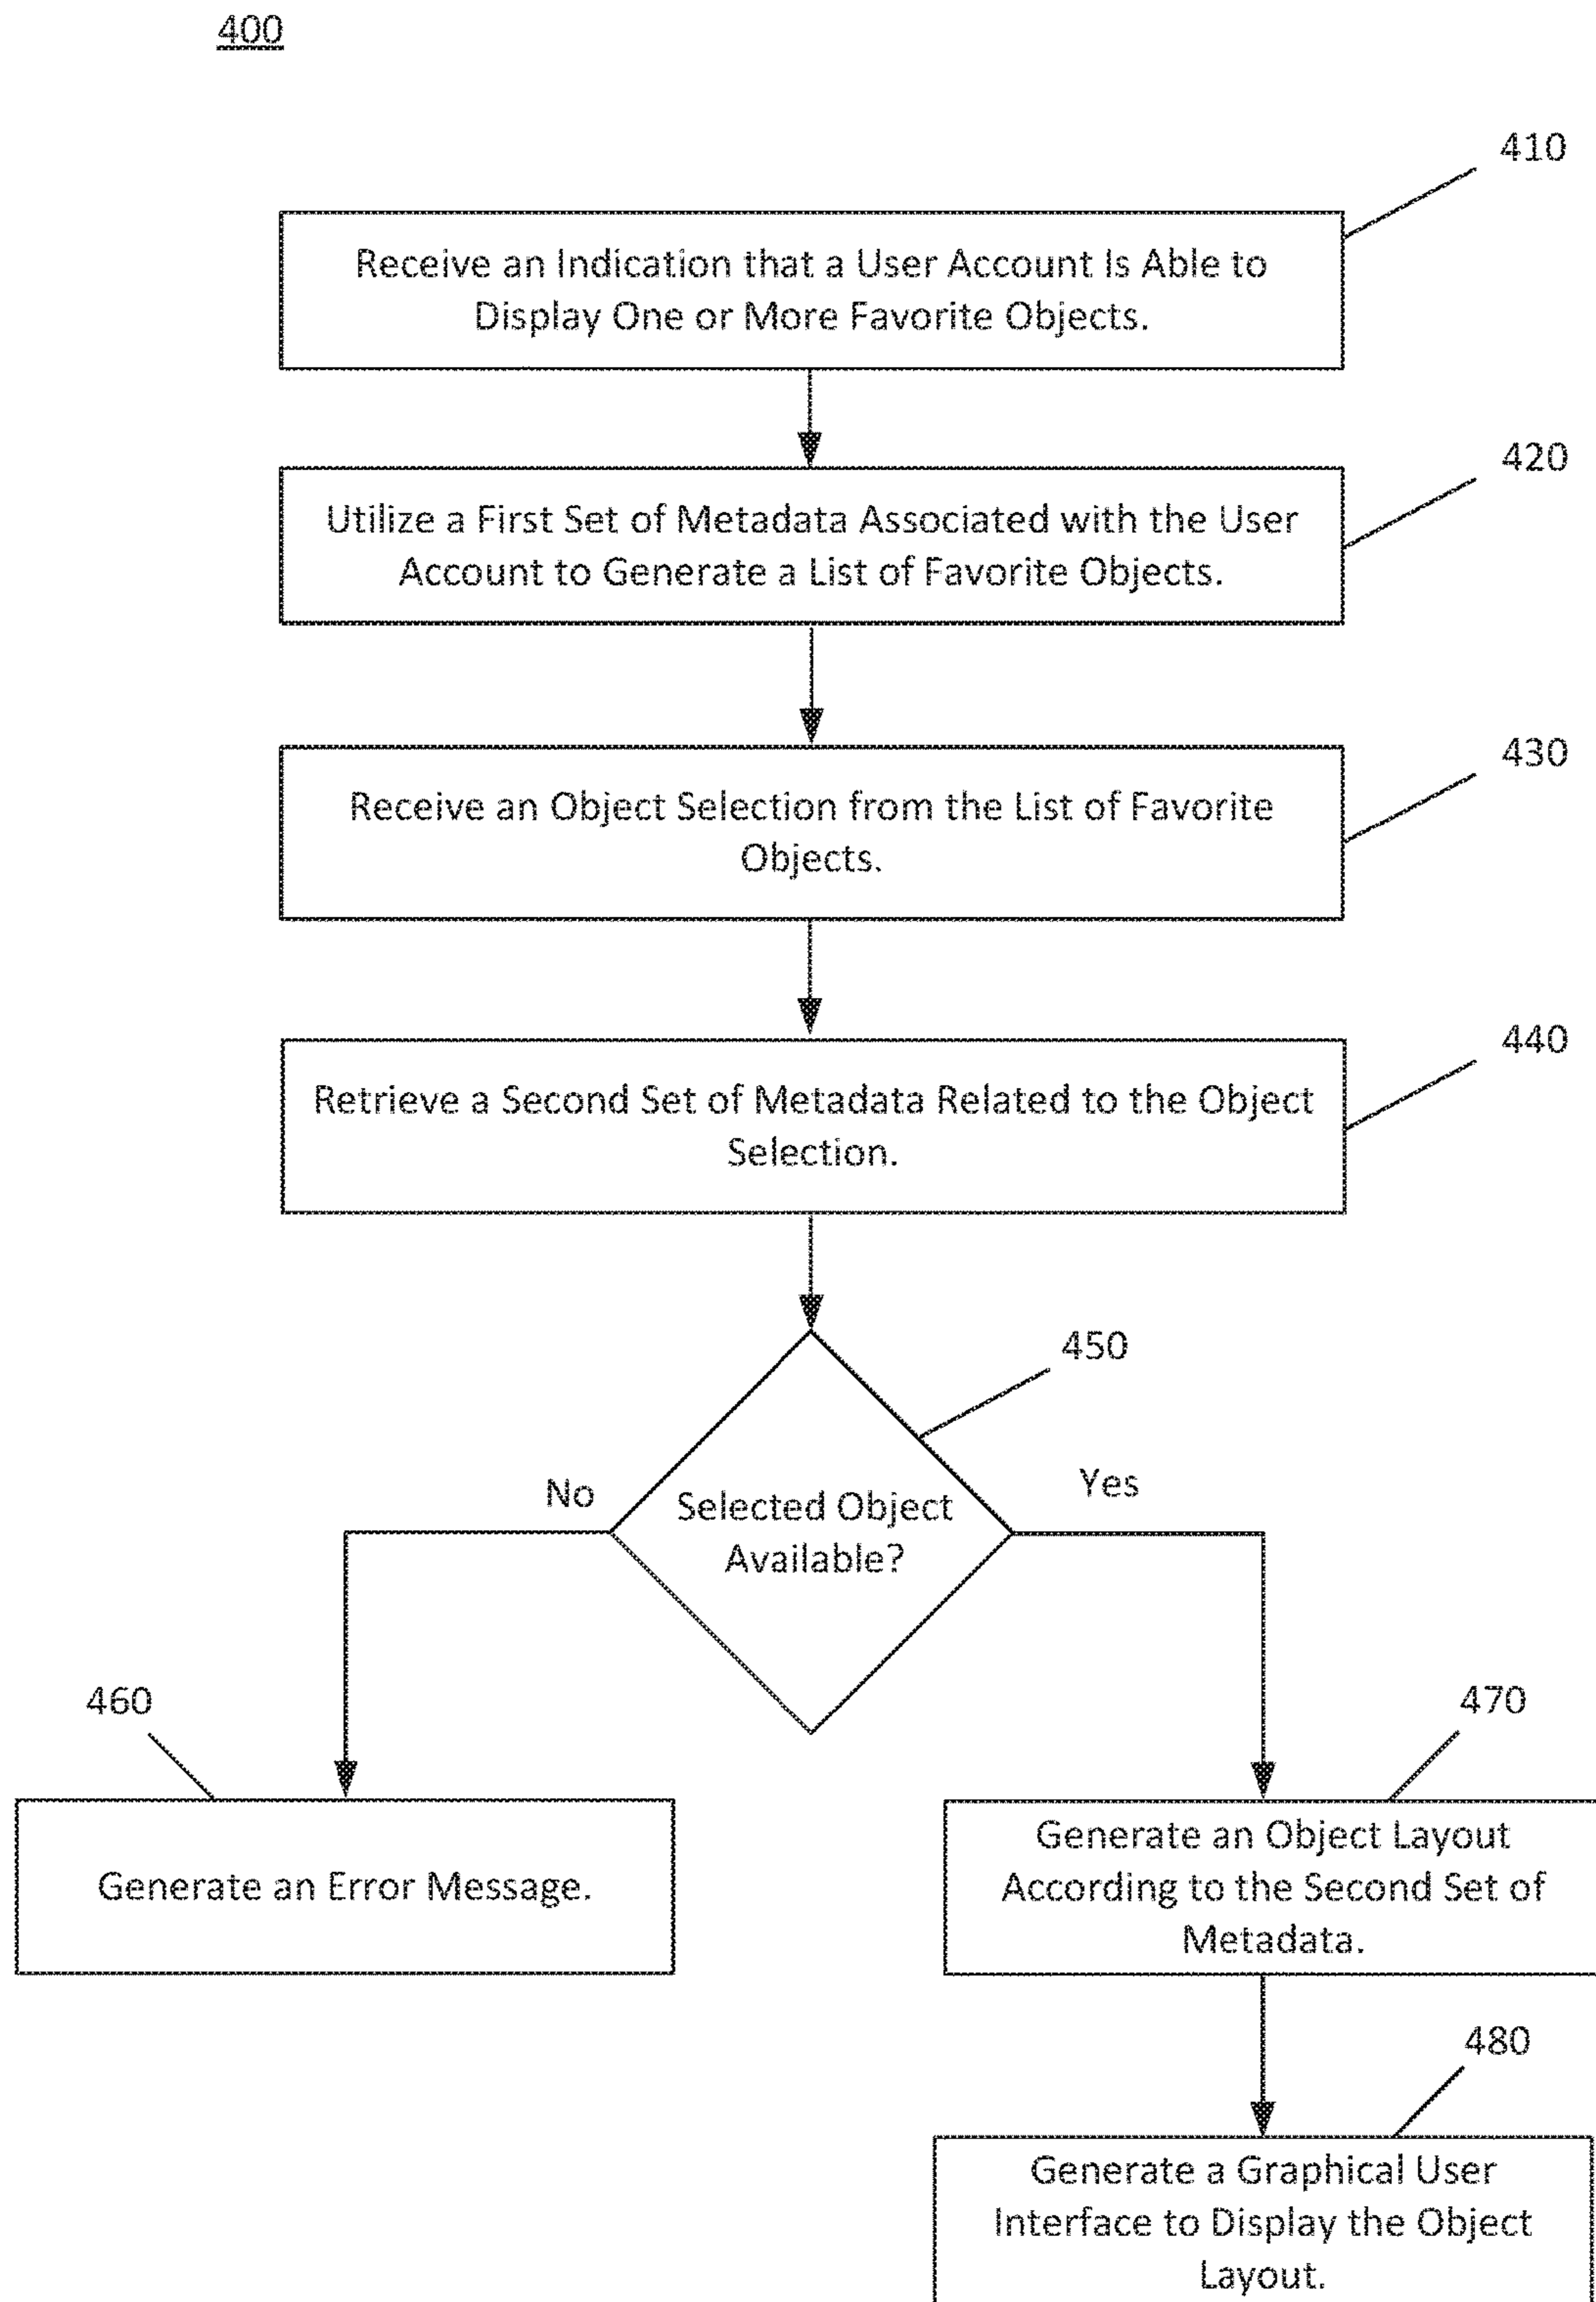 400
410
Receive an Indication that a User Account Is Able to
Display One or More Favorite Objects.
420
Utilize a First Set of Metadata Associated with the User
Account to Generate a List of Favorite Objects.
430
Receive an Object Selection from the List of Favorite
Objects.
440
Retrieve a Second Set of Metadata Related to the Object
Selection.
450
No
Yes
Selected Object
Available?
460
470
Generate an Error Message.
Generate an Object Layout
According to the Second Set of
Metadata.
480
Generate a Graphical User
Interface to Display the Object
Layout.